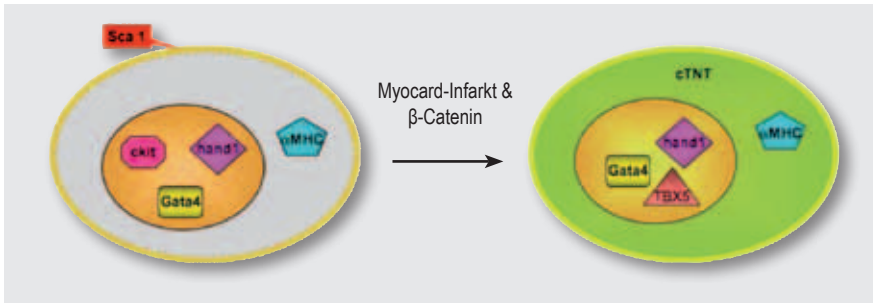 Sca 1
ckit
hand1
αMHC
Gata4
Myocard-Infarkt &
β-Catenin
cTNT
hand1
αMHC
Gata4
TBX5